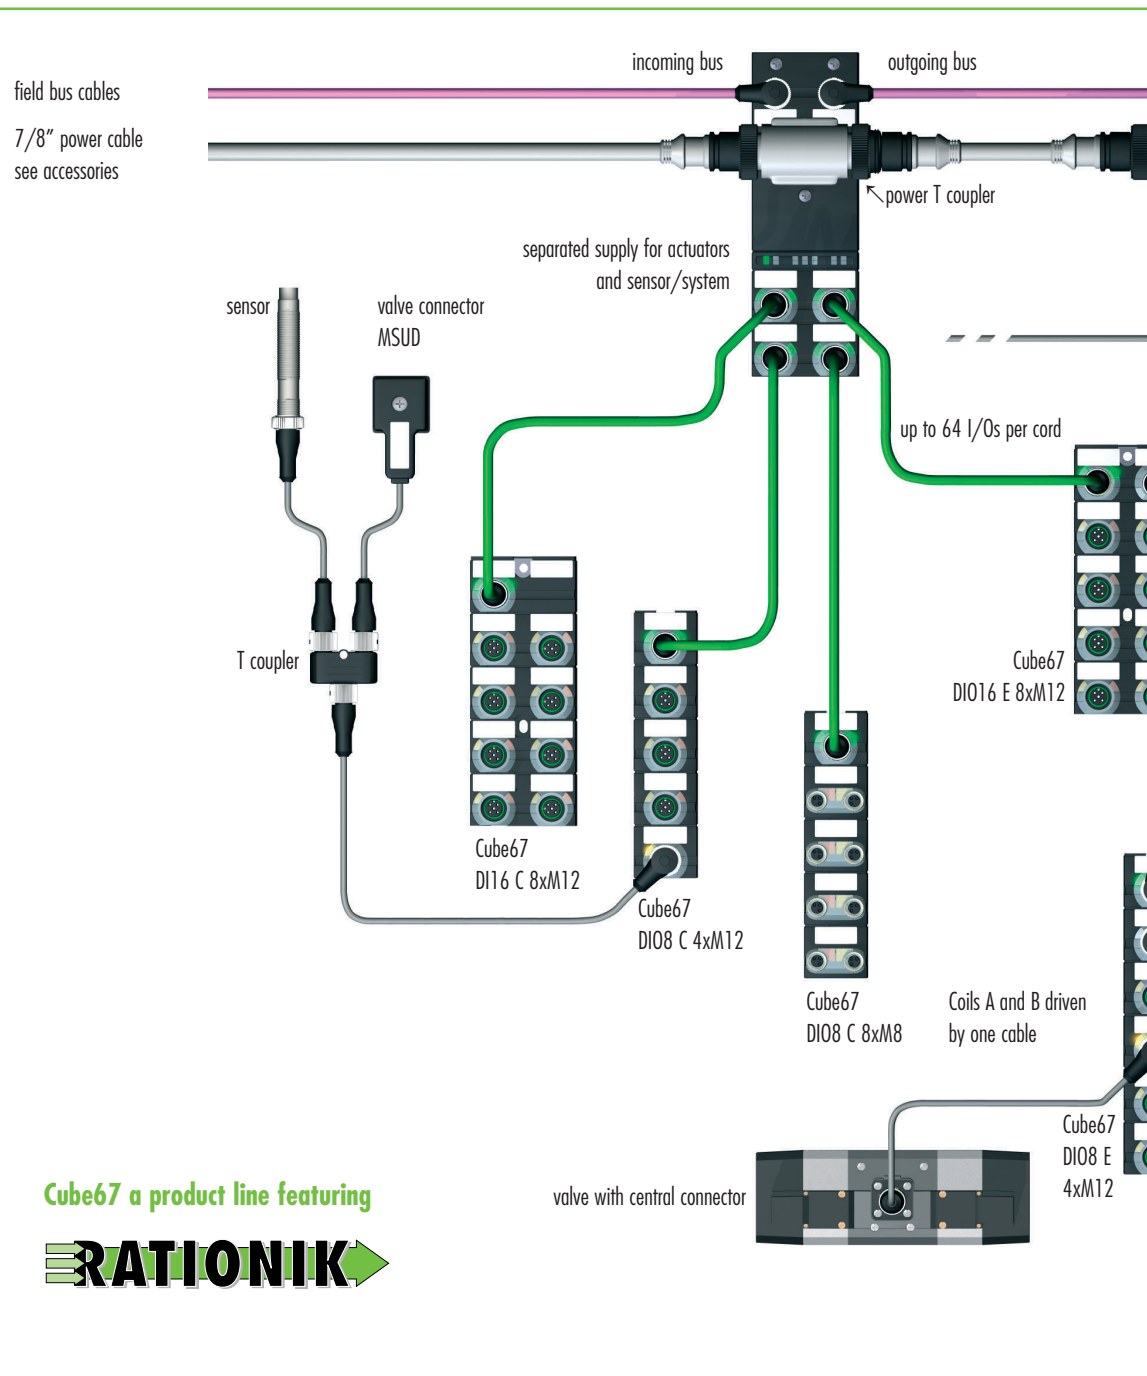 incoming bus
outgoing bus
field bus cables
7/8” power cable
see accessories
power T coupler
separated supply for actuators
and sensor/system
sensor
valve connector
MSUD
up to 64 I/Os per cord
T coupler
Cube67
DIO16 E 8xM12
Cube67
DI16 C 8xM12
Cube67
DIO8 C 4xM12
Cube67
DIO8 C 8xM8
Coils A and B driven
by one cable
Cube67
DIO8 E
4xM12
valve with central connector
Cube67 a product line featuring
RATIONIK